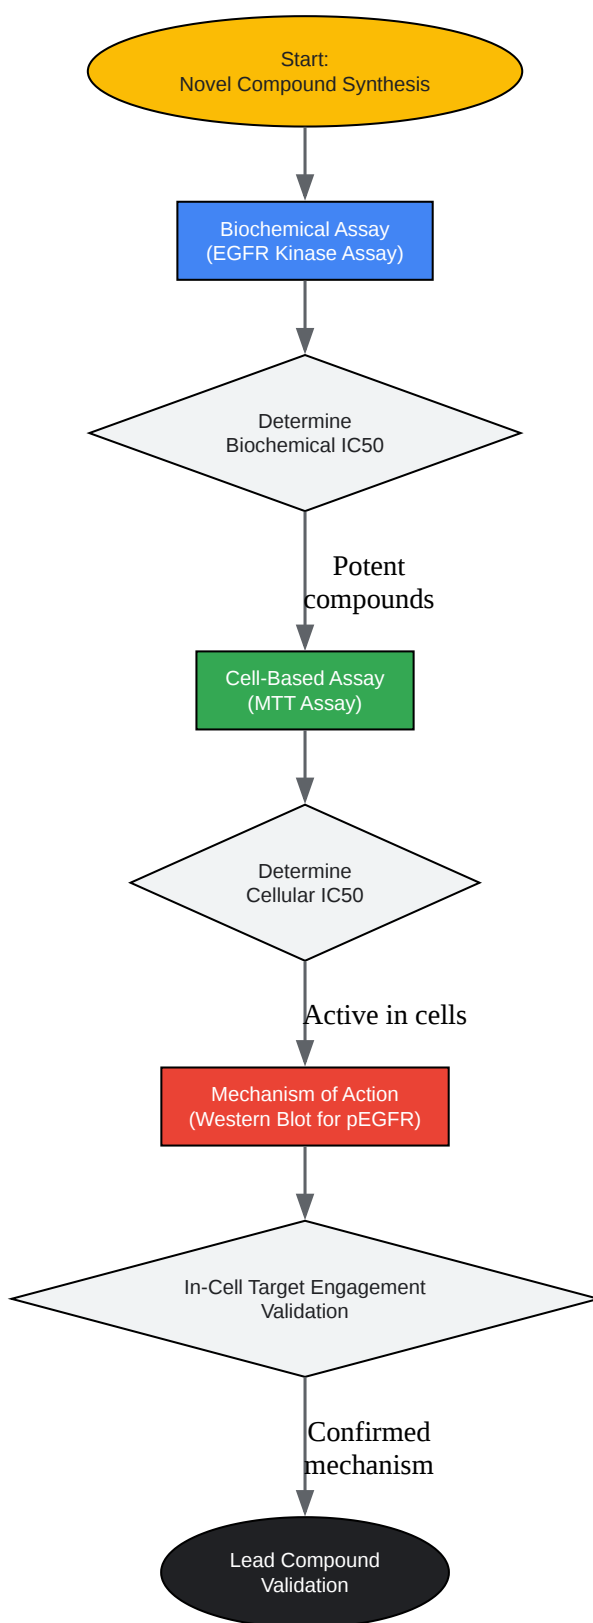 Start:
Novel Compound Synthesis
Biochemical Assay
(EGFR Kinase Assay)
Determine
Biochemical IC50
Potent
compounds
Cell-Based Assay
(MTT Assay)
Determine
Cellular IC50
Active in cells
Mechanism of Action
(Western Blot for pEGFR)
In-Cell Target Engagement
Validation
Confirmed
mechanism
Lead Compound
Validation